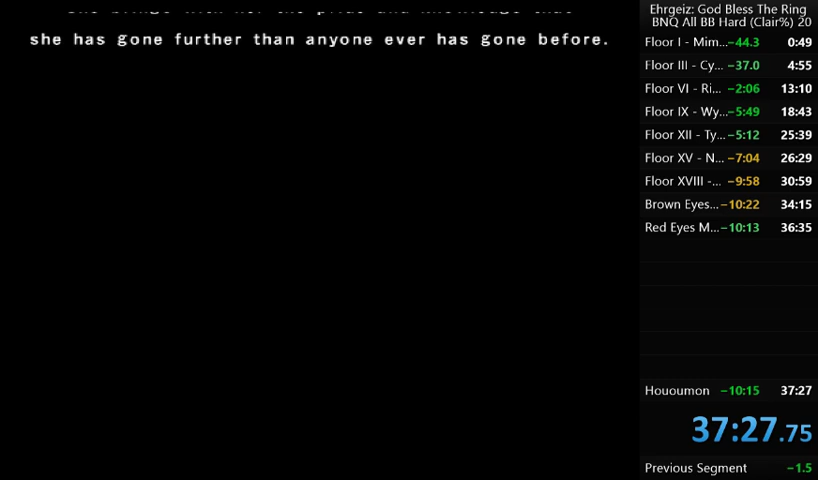 she has gone further than anyone ever has gone before.
Ehrgeiz: God Bless The Ring
BNQ All BB Hard (Clair%) 20
Floor I - Mim... −44.3 0:49
Floor III - Cy... −37.0 4:55
Floor VI - Ri... −2:06 13:10
Floor IX - Wy... −5:49 18:43
Floor XII - Ty... −5:12 25:39
Floor XV - N... −7:04 26:29
Floor XVIII -... −9:58 30:59
Brown Eyes... −10:22 34:15
Red Eyes M... −10:13 36:35
Hououmon −10:15 37:27
37:27.75
Previous Segment −1.5